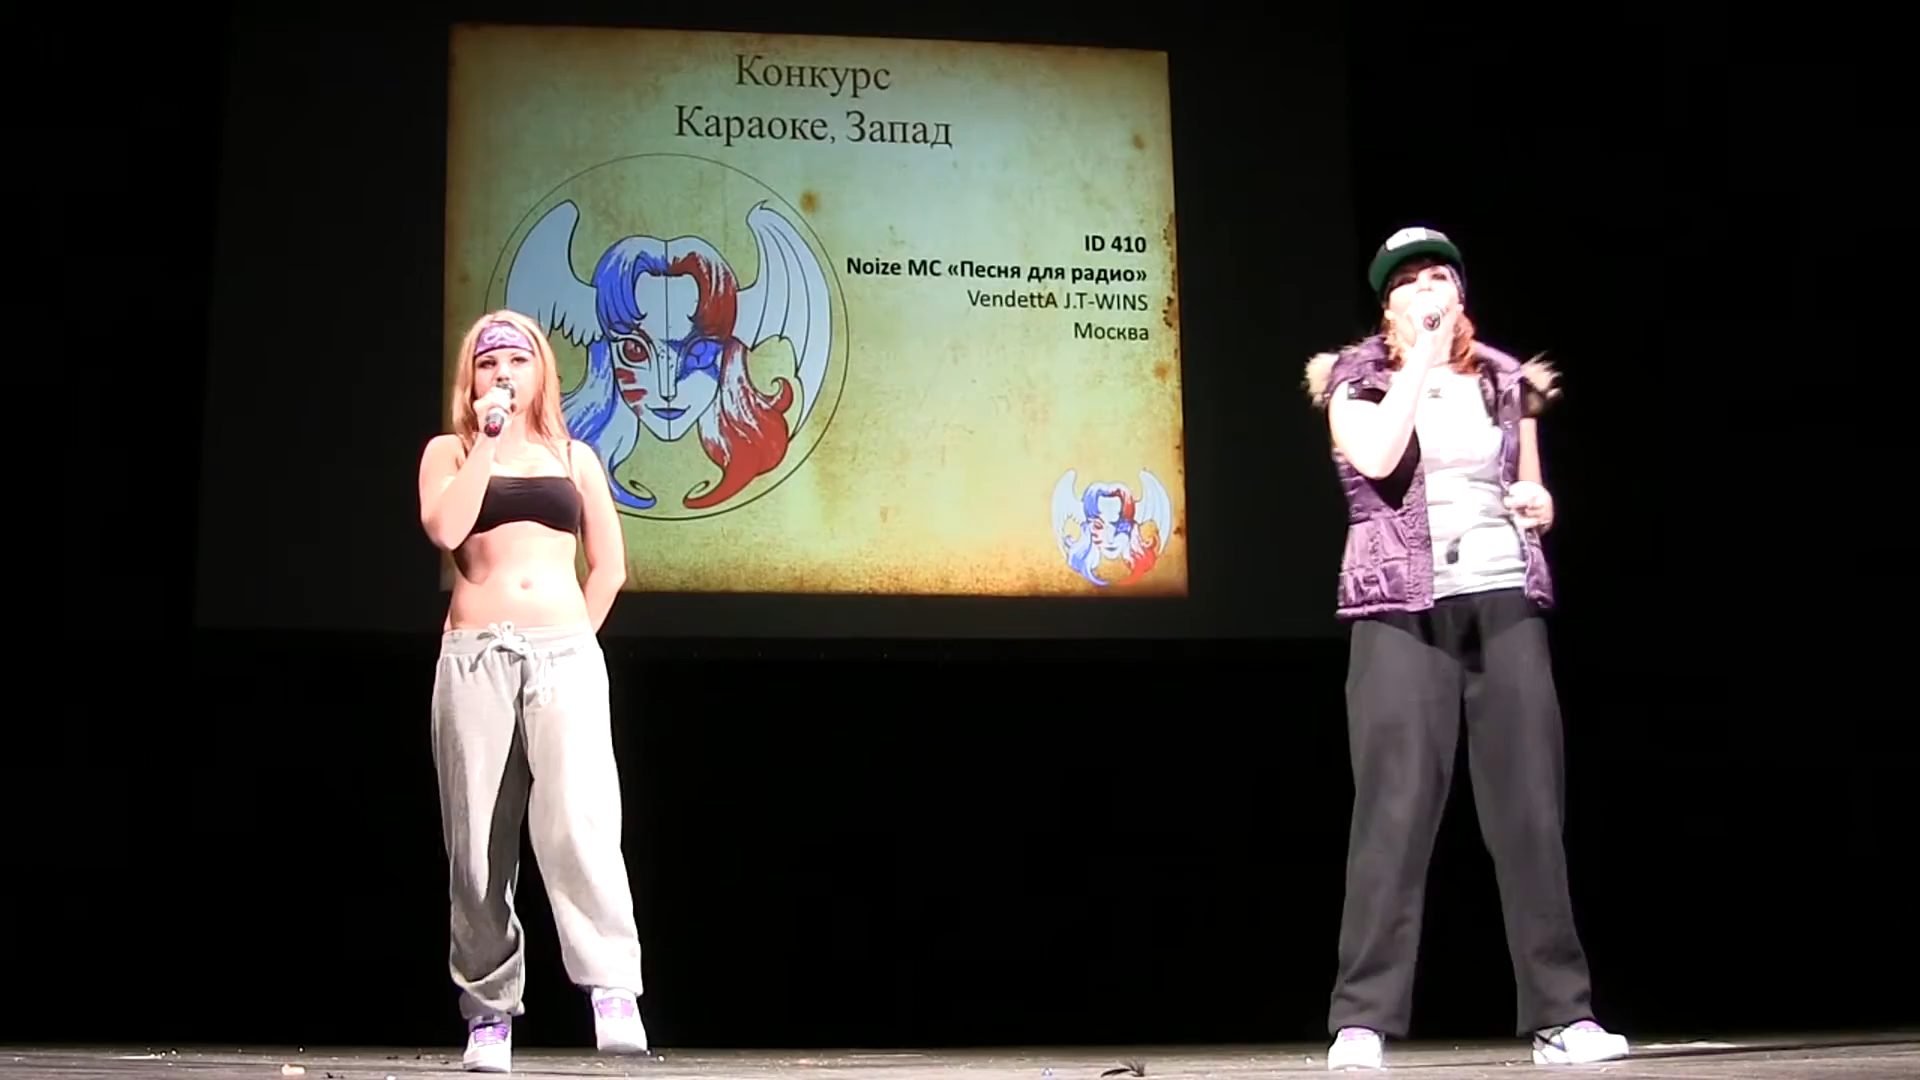 Конкурс
Караоке, Запад
ID 410
Noize MC «Песня для радио»
VendettA J.T-WINS
Москва